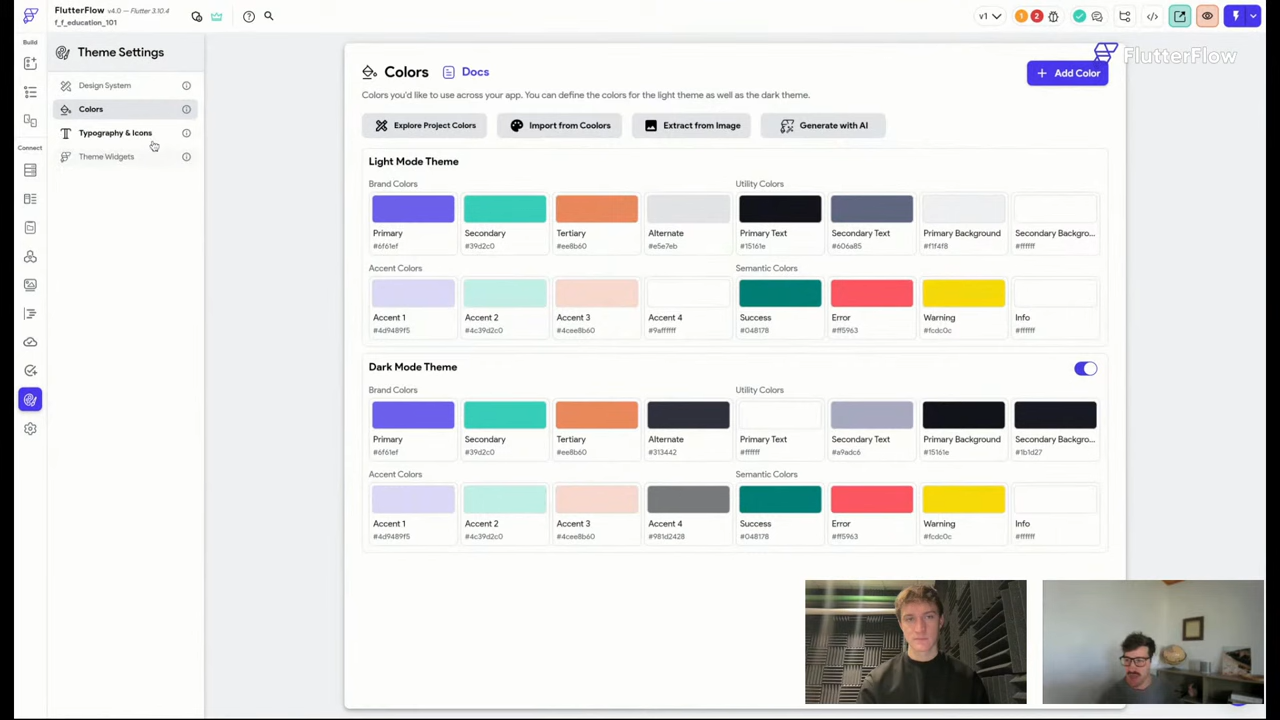 FlutterFlow v4.0 – Flutter 3.10.4
f_f_education_101
v1
1
2
Build
Connect
Theme Settings
Design System
Colors
Typography & Icons
Theme Widgets
FlutterFlow
Colors
Docs
+ Add Color
Colors you'd like to use across your app. You can define the colors for the light theme as well as the dark theme.
Explore Project Colors
Import from Coolors
Extract from Image
Generate with AI
Light Mode Theme
Brand Colors
Utility Colors
Primary Secondary Tertiary Alternate Primary Text Secondary Text Primary Background Secondary Backgro...
#6f61ef #39d2c0 #ee8b60 #e5e7eb #15161e #606a85 #f1f4f8 #ffffff
Accent Colors
Semantic Colors
Accent 1 Accent 2 Accent 3 Accent 4 Success Error Warning Info
#4d9489f5 #4c39d2c0 #4cee8b60 #9affffff #048178 #ff5963 #fcdc0c #ffffff
Dark Mode Theme
Brand Colors
Utility Colors
Primary Secondary Tertiary Alternate Primary Text Secondary Text Primary Background Secondary Backgro...
#6f61ef #39d2c0 #ee8b60 #313442 #ffffff #a9adc6 #15161e #1b1d27
Accent Colors
Semantic Colors
Accent 1 Accent 2 Accent 3 Accent 4 Success Error Warning Info
#4d9489f5 #4c39d2c0 #4cee8b60 #981d2428 #048178 #ff5963 #fcdc0c #ffffff